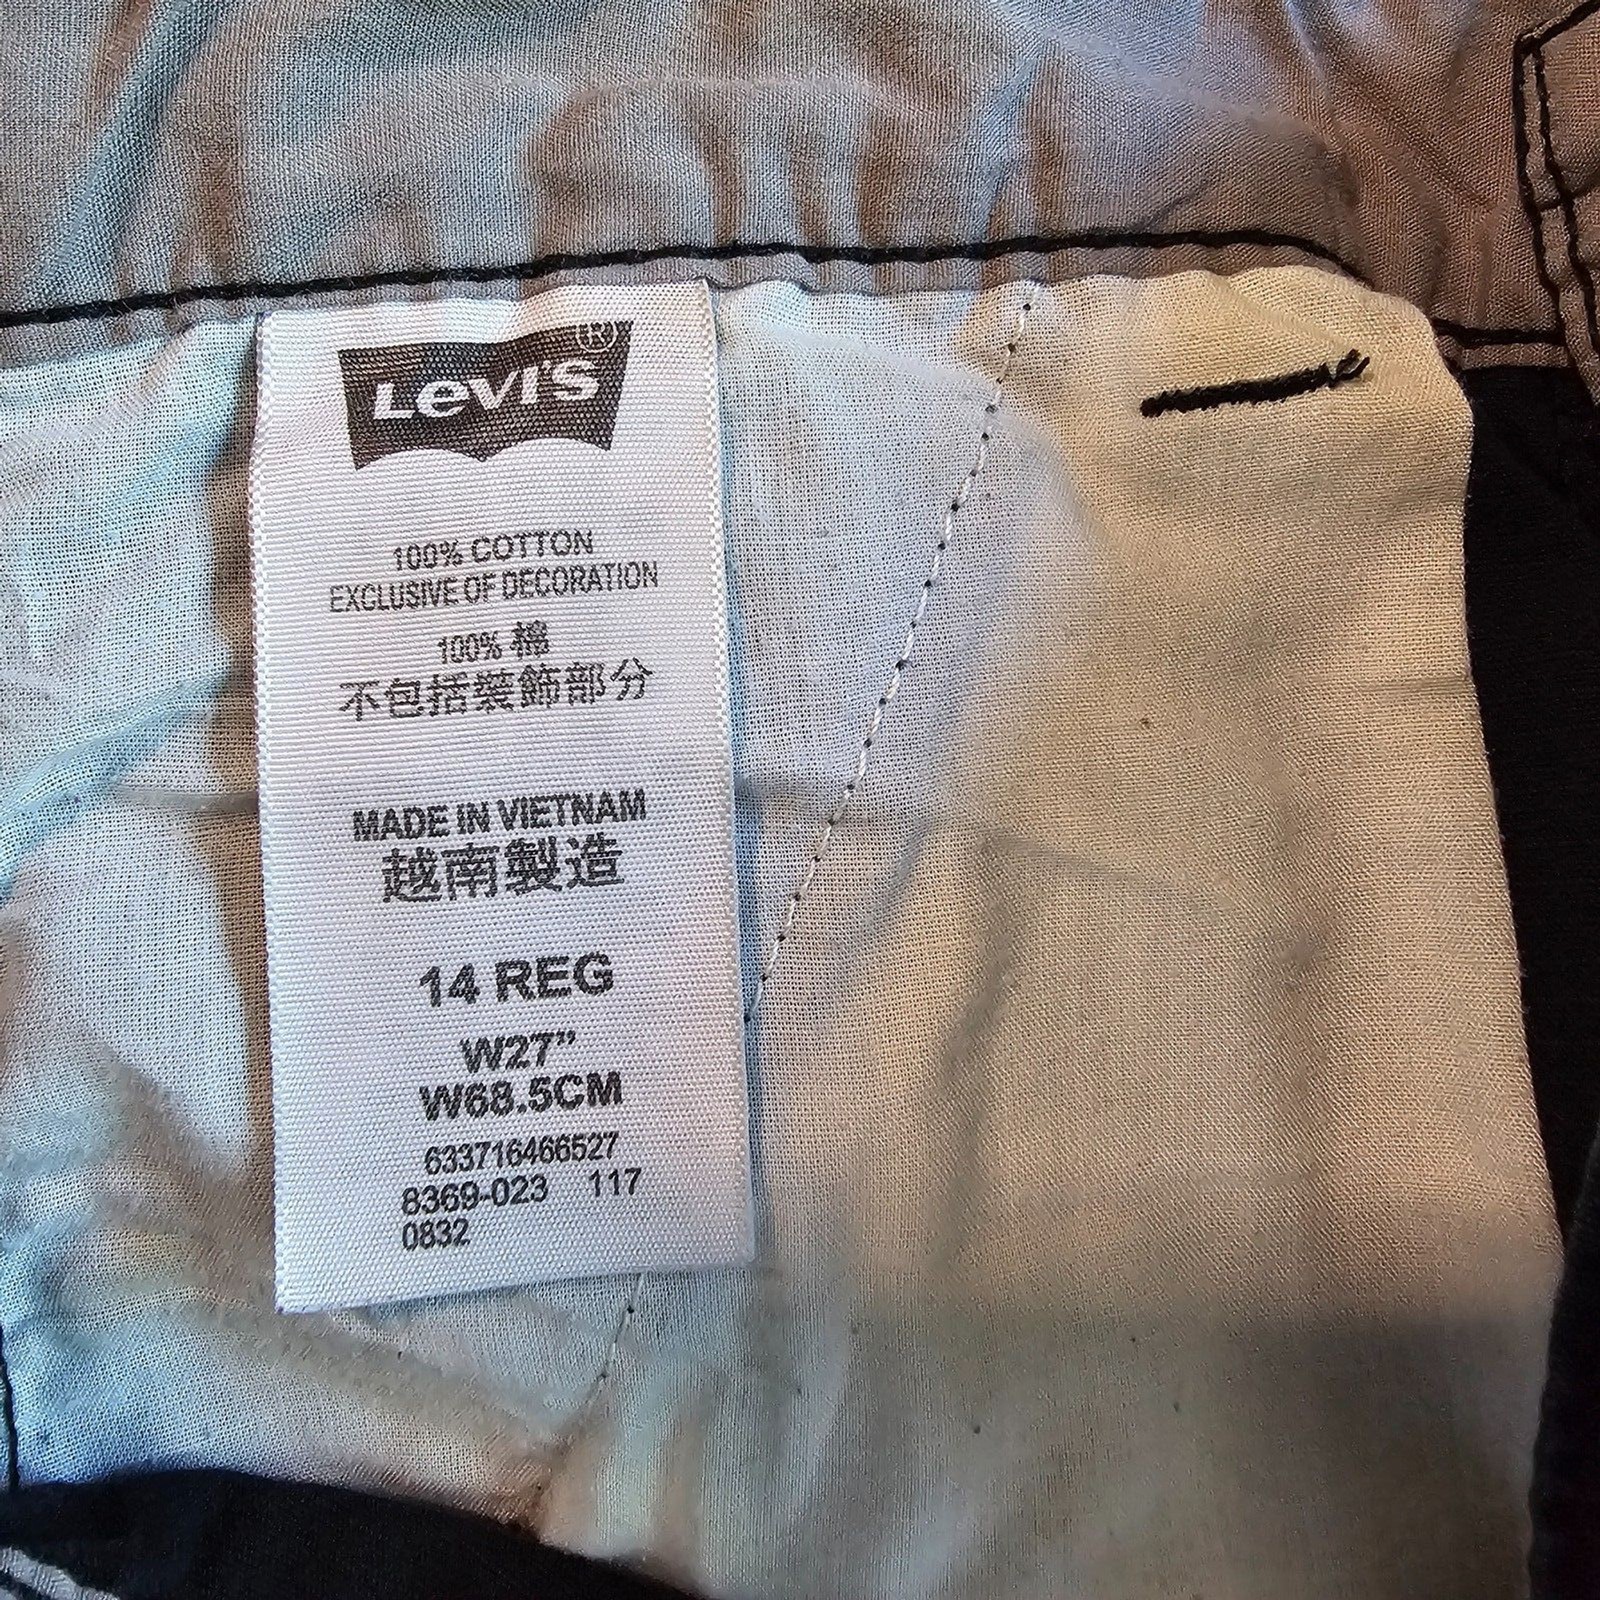 Levi's®
100% COTTON
EXCLUSIVE OF DECORATION
100% 棉
不包括裝飾部分
MADE IN VIETNAM
越南製造
14 REG
W27"
W68.5CM
633716466527
8369-023 117
0832